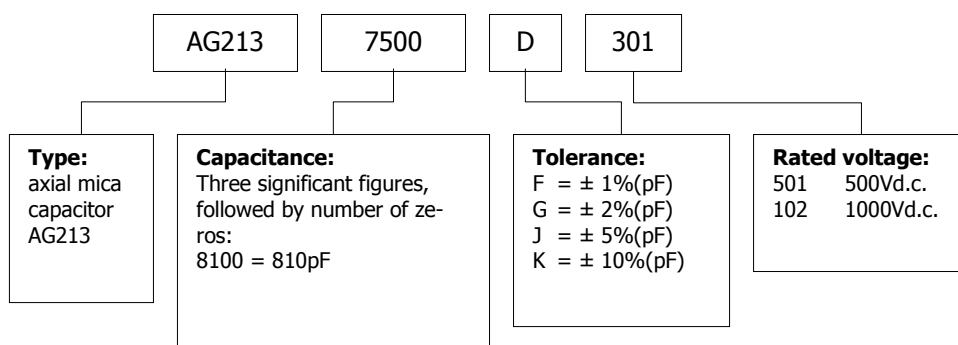 AG213 7500 D 301
Type:
axial mica
capacitor
AG213
Capacitance:
Three significant figures,
followed by number of ze-
ros:
8100 = 810pF
Tolerance:
F = ± 1%(pF)
G = ± 2%(pF)
J = ± 5%(pF)
K = ± 10%(pF)
Rated voltage:
501 500Vd.c.
102 1000Vd.c.